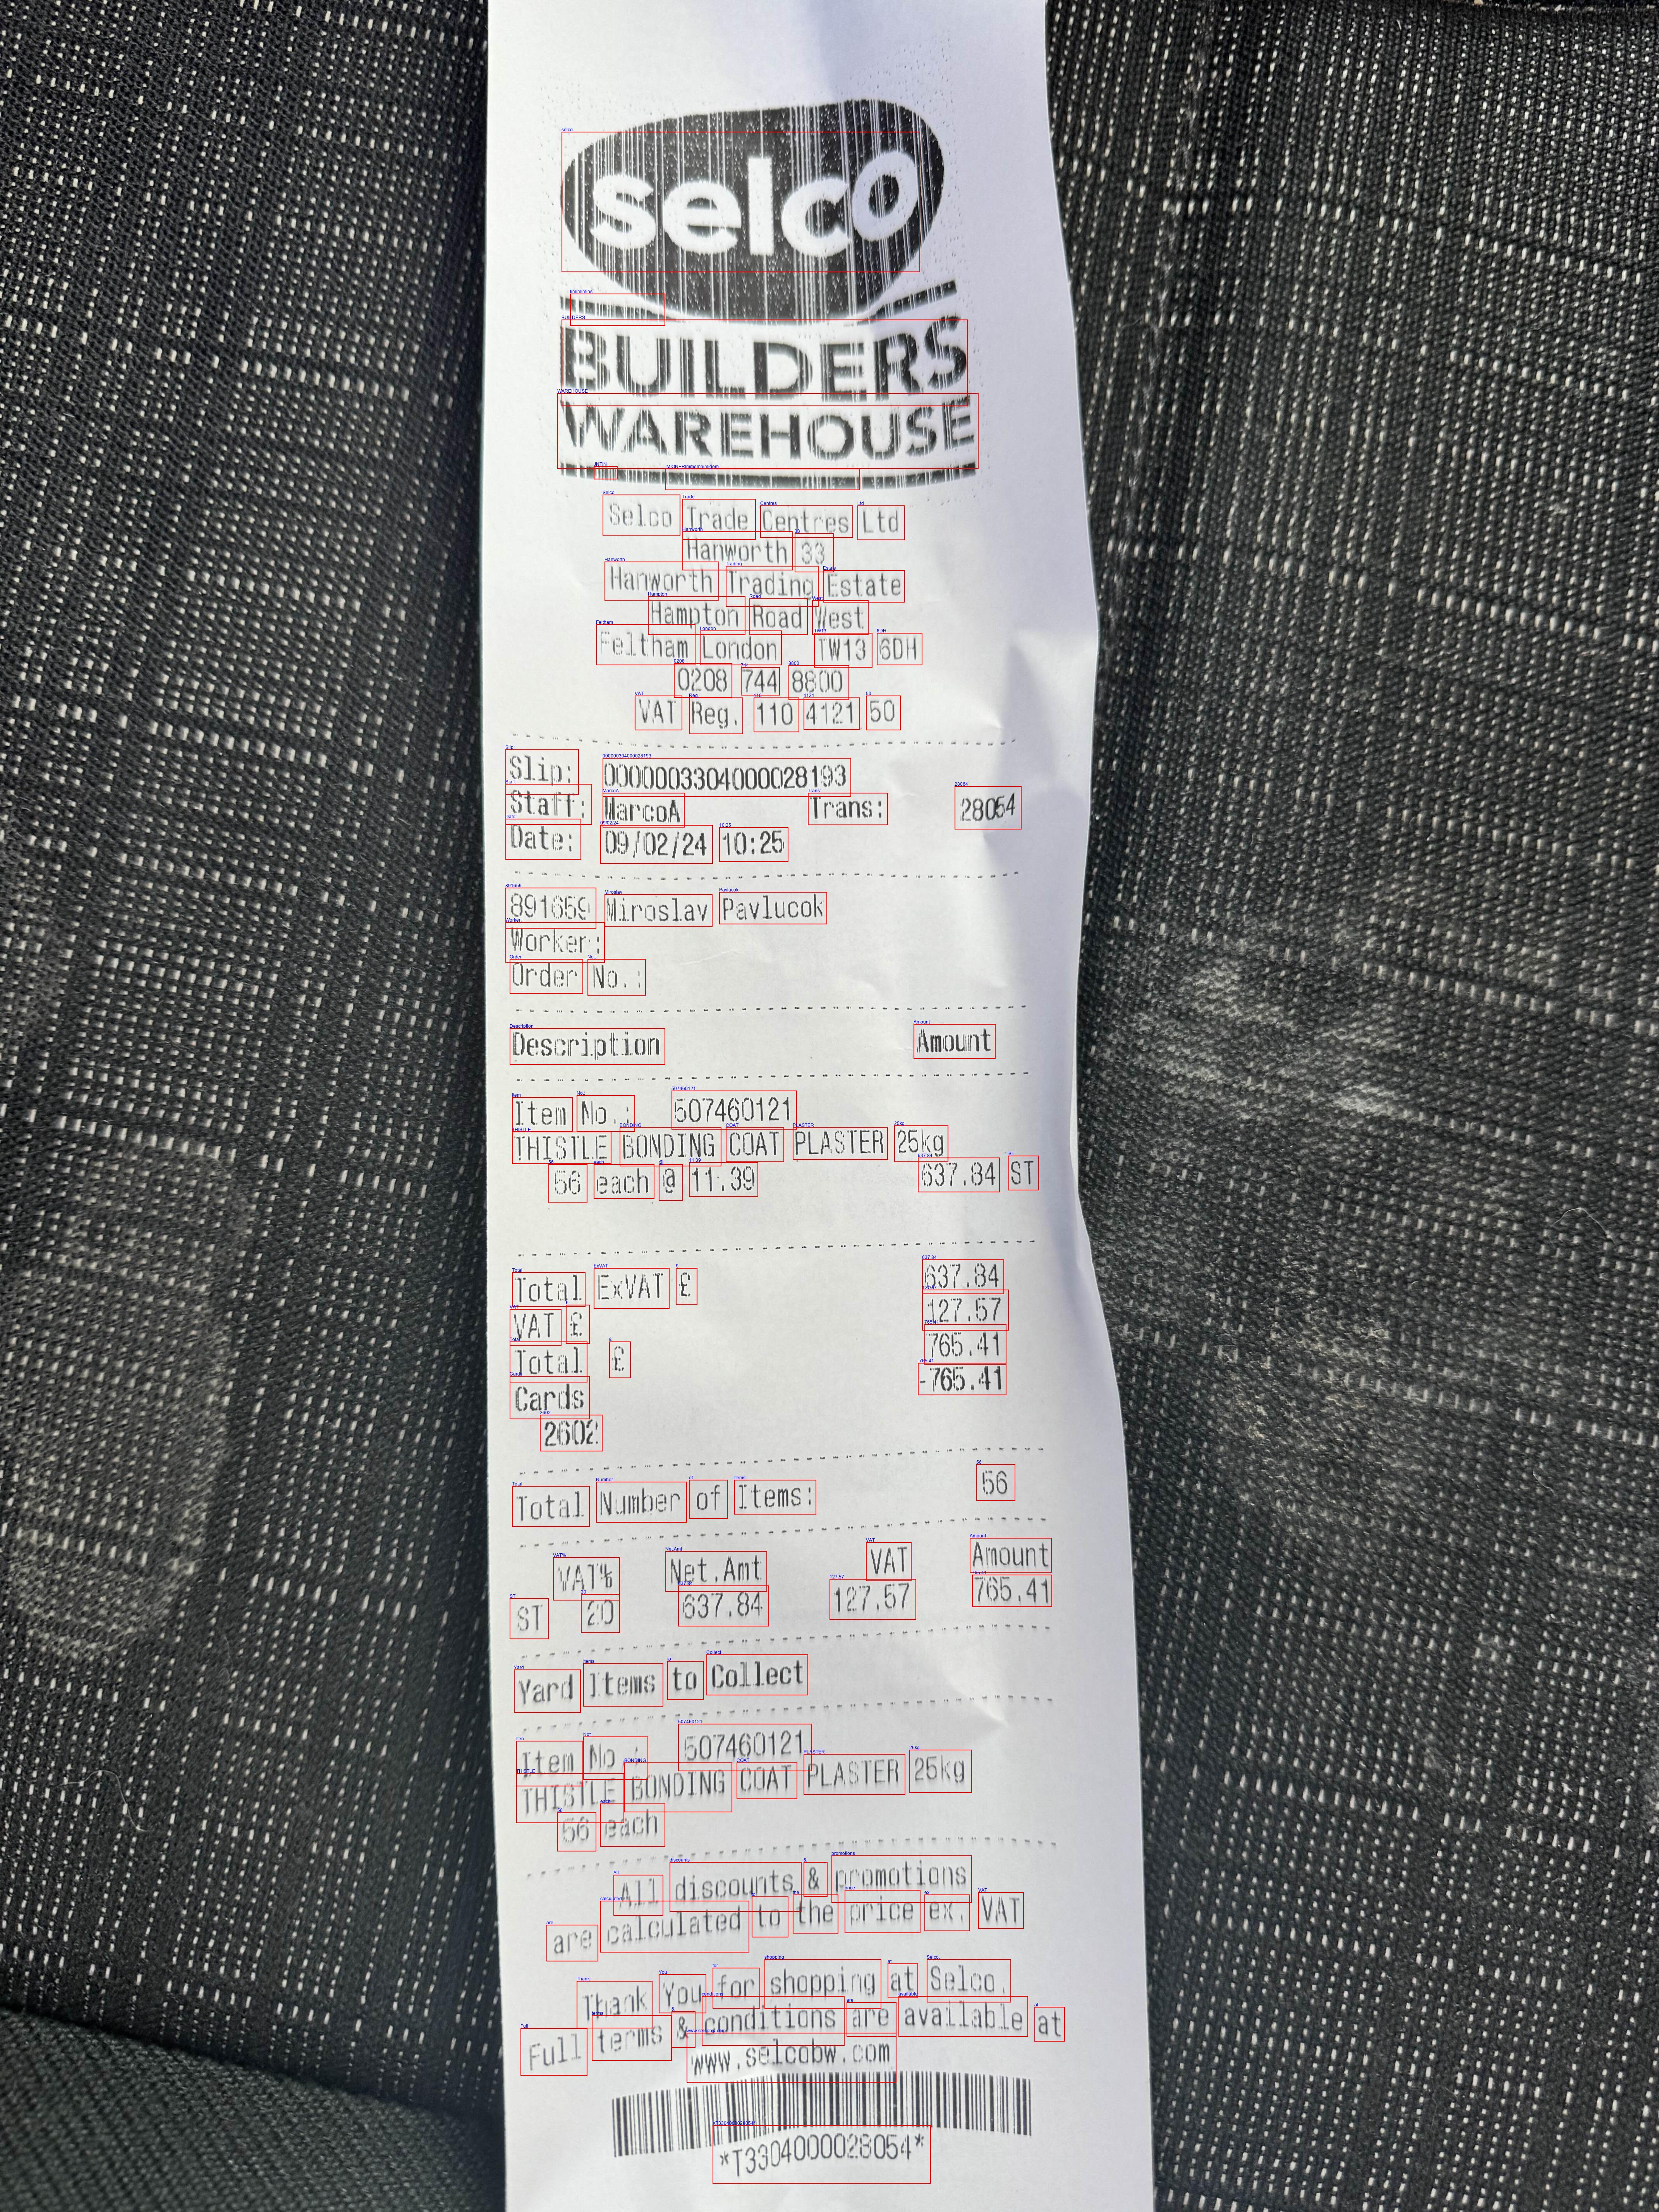 selco
BUILDERS
WAREHOUSE
Selco Trade Centres Ltd
Hanworth 33
Hanworth Trading Estate
Hampton Road West
Feltham London TW13 6DH
0208 744 8800
VAT Reg. 110 4121 50
Slip: 0000003304000028193
Staff: MarcoA Trans: 28054
Date: 09/02/24 10:25
891659 Miroslav Pavlucok
Worker:
Order No.:
Description Amount
Item No.: 507460121
THISTLE BONDING COAT PLASTER 25kg
56 each @ 11.39 637.84 ST
Total ExVAT £ 637.84
VAT £ 127.57
Total £ 765.41
Cards -765.41
2602
Total Number of Items: 56
VAT% Net.Amt VAT Amount
ST 20 637.84 127.57 765.41
Yard Items to Collect
Item No.: 507460121
THISTLE BONDING COAT PLASTER 25kg
56 each
All discounts & promotions
are calculated to the price ex. VAT
Thank You for shopping at Selco.
Full terms & conditions are available at
www.selcobw.com
*T3304000028054*